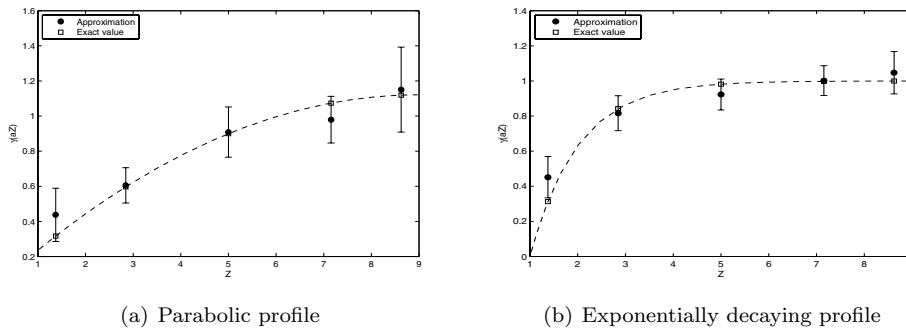 1.6
1.4
1.2
1
0.8
0.6
0.4
0.2
γ(aZ)
Approximation
Exact value
1 2 3 4 5 6 7 8 9
Z
(a) Parabolic profile
1.6
1.4
1.2
1
0.8
0.6
0.4
0.2
0
γ(aZ)
Approximation
Exact value
1 2 3 4 5 6 7 8
Z
(b) Exponentially decaying profile